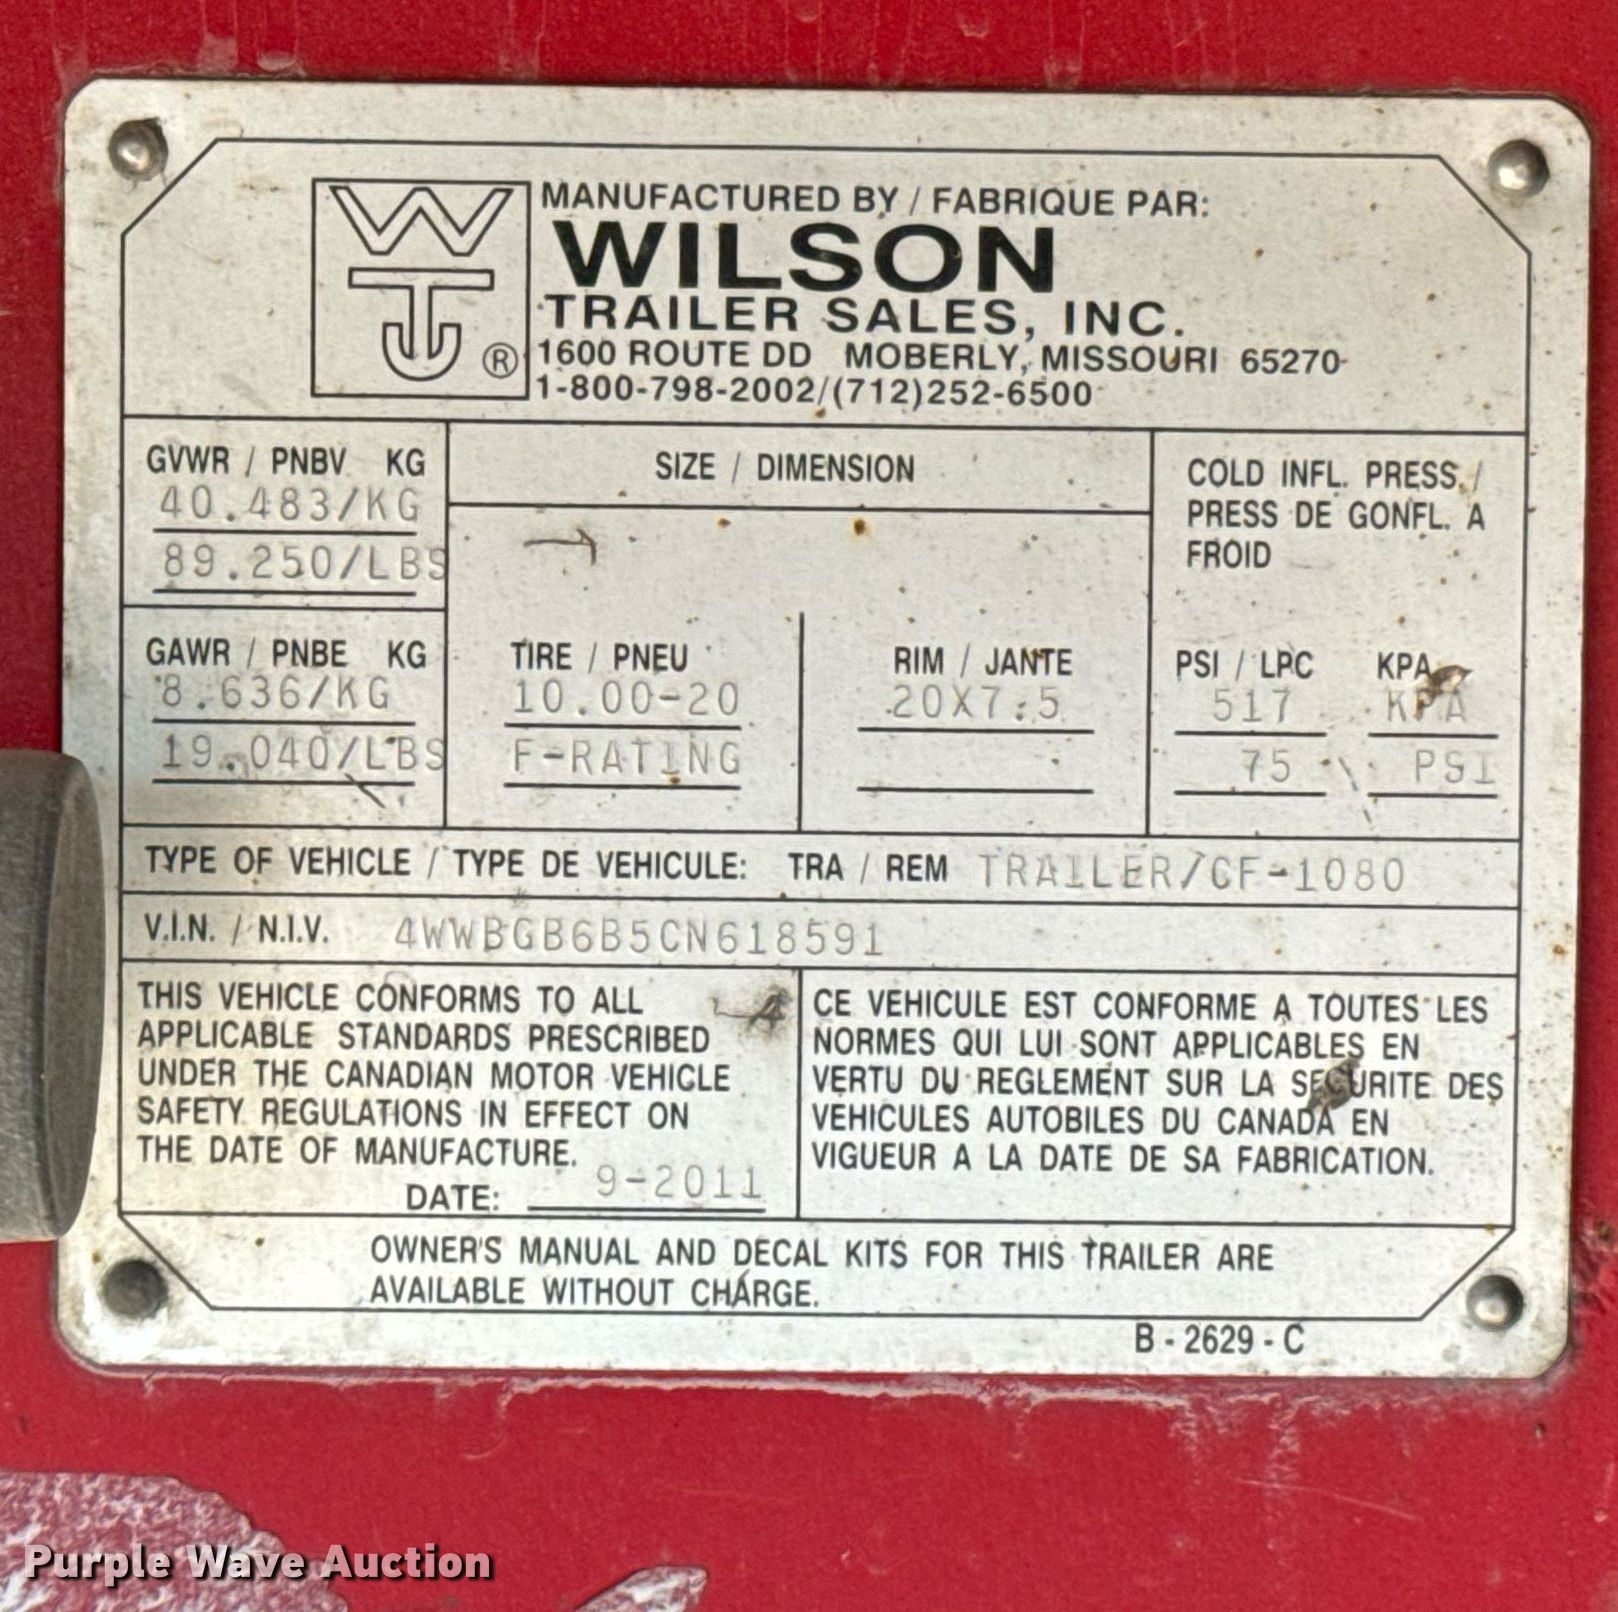 WTJ®
MANUFACTURED BY / FABRIQUE PAR:
WILSON
TRAILER SALES, INC.
1600 ROUTE DD MOBERLY, MISSOURI 65270
1-800-798-2002/(712)252-6500
GVWR / PNBV KG
40.483/KG
89.250/LBS
SIZE / DIMENSION
COLD INFL. PRESS. /
PRESS DE GONFL. A
FROID
GAWR / PNBE KG
8.636/KG
19.040/LBS
TIRE / PNEU
10.00-20
F-RATING
RIM / JANTE
20X7.5
PSI / LPC KPA
517 KPA
75 PSI
TYPE OF VEHICLE / TYPE DE VEHICULE: TRA / REM TRAILER/CF-1080
V.I.N. / N.I.V. 4WWBGB6B5CN618591
THIS VEHICLE CONFORMS TO ALL
APPLICABLE STANDARDS PRESCRIBED
UNDER THE CANADIAN MOTOR VEHICLE
SAFETY REGULATIONS IN EFFECT ON
THE DATE OF MANUFACTURE.
DATE: 9-2011
CE VEHICULE EST CONFORME A TOUTES LES
NORMES QUI LUI SONT APPLICABLES EN
VERTU DU REGLEMENT SUR LA SECURITE DES
VEHICULES AUTOBILES DU CANADA EN
VIGUEUR A LA DATE DE SA FABRICATION.
OWNER'S MANUAL AND DECAL KITS FOR THIS TRAILER ARE
AVAILABLE WITHOUT CHARGE.
B - 2629 - C
Purple Wave Auction